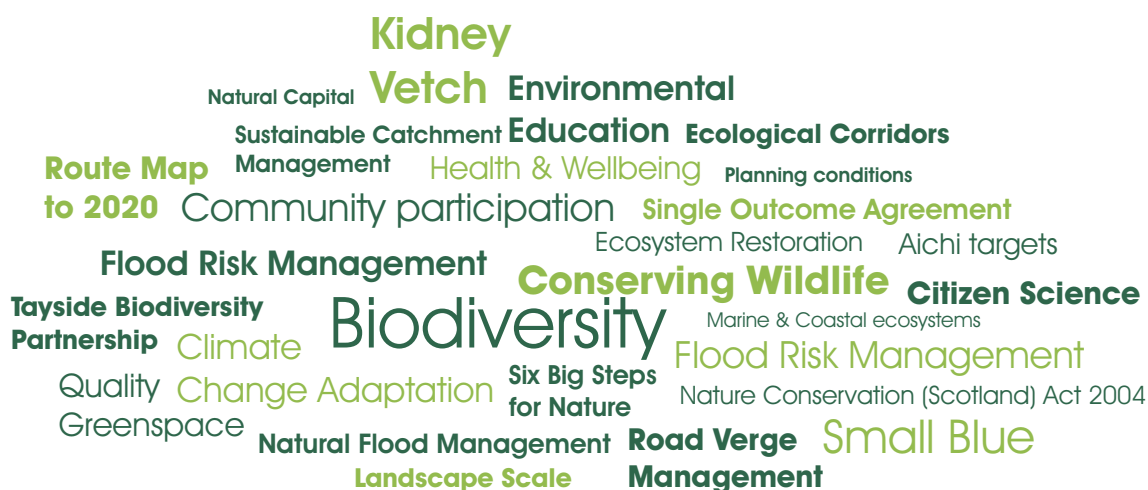 Kidney
Vetch
Natural Capital
Environmental
Education
Sustainable Catchment
Management
Ecological Corridors
Route Map
to 2020
Health & Wellbeing
Planning conditions
Community participation
Single Outcome Agreement
Ecosystem Restoration
Aichi targets
Flood Risk Management
Conserving Wildlife
Citizen Science
Tayside Biodiversity
Partnership
Biodiversity
Marine & Coastal ecosystems
Climate
Change Adaptation
Flood Risk Management
Quality
Greenspace
Six Big Steps
for Nature
Nature Conservation (Scotland) Act 2004
Natural Flood Management
Road Verge
Management
Small Blue
Landscape Scale